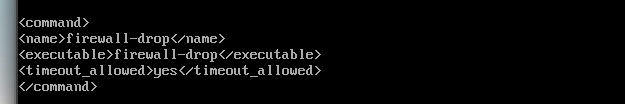 <command>
<name>firewall-drop</name>
<executable>firewall-drop</executable>
<timeout_allowed>yes</timeout_allowed>
</command>